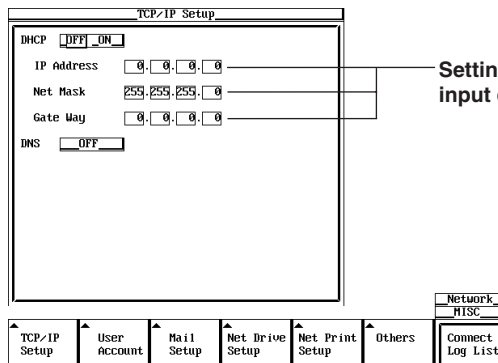 TCP/IP Setup
DHCP OFF ON
IP Address 0. 0. 0. 0
Net Mask 255.255.255. 0
Gate Way 0. 0. 0. 0
DNS OFF
input
Network
MISC
TCP/IP Setup
User Account
Mail Setup
Net Drive Setup
Net Print Setup
Others
Connect Log List